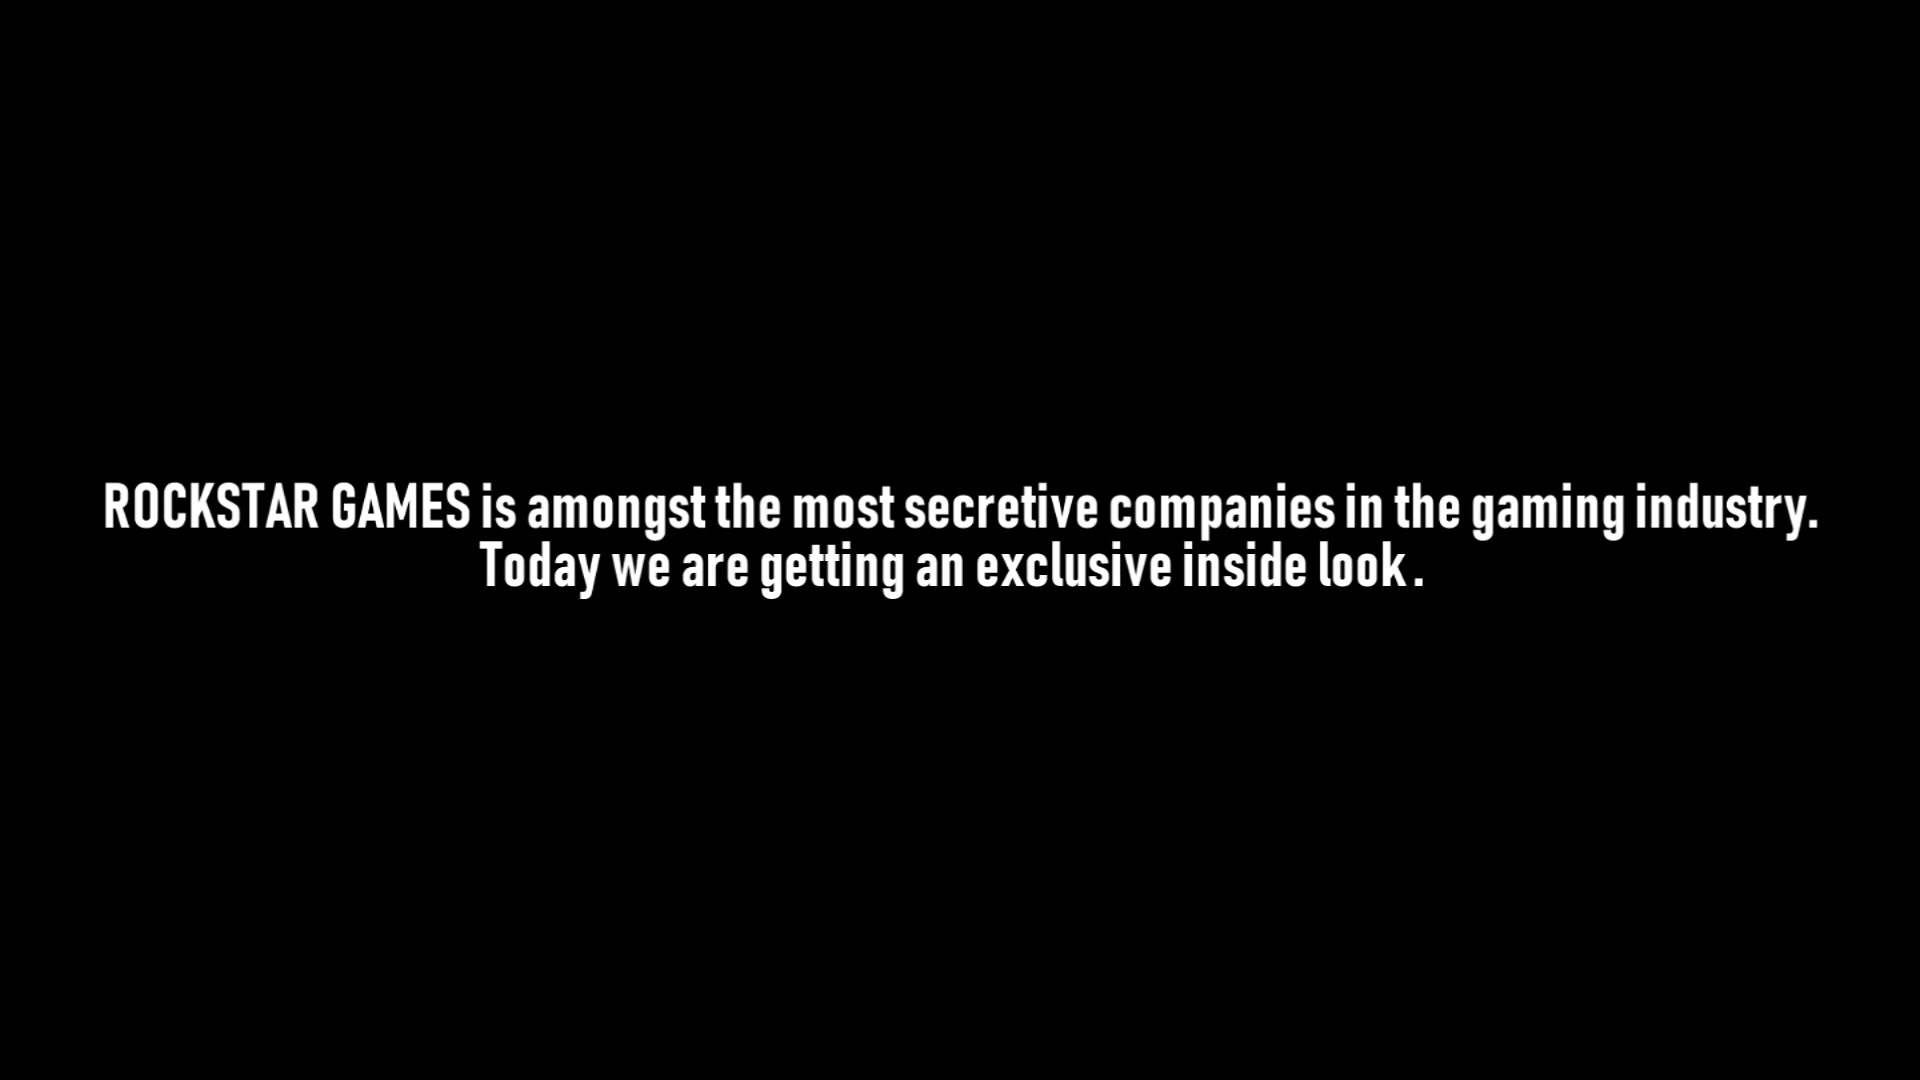 ROCKSTAR GAMES is amongst the most secretive companies in the gaming industry.
Today we are getting an exclusive inside look.